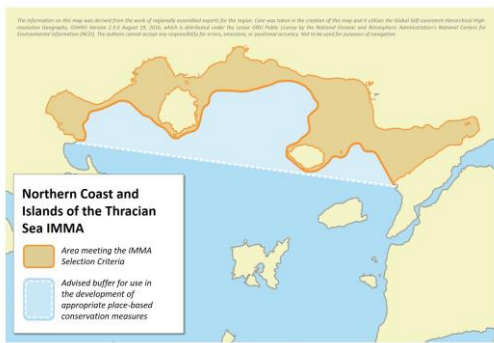 The information on this map was derived from the work of regionally assembled experts for the region. Care was taken in the creation of this map and it utilises the Global Self-consistent Hierarchical High-
resolution Geography, GSHHG Version 2.3.6 August 19, 2016, which is distributed under the Lesser GNU Public License by the National Oceanic and Atmospheric Administration's National Centers for
Environmental Information (NCEI). The authors cannot accept any responsibility for errors, omissions, or positional accuracy. Not to be used for purposes of navigation.
Northern Coast and
Islands of the Thracian
Sea IMMA
Area meeting the IMMA
Selection Criteria
Advised buffer for use in
the development of
appropriate place-based
conservation measures